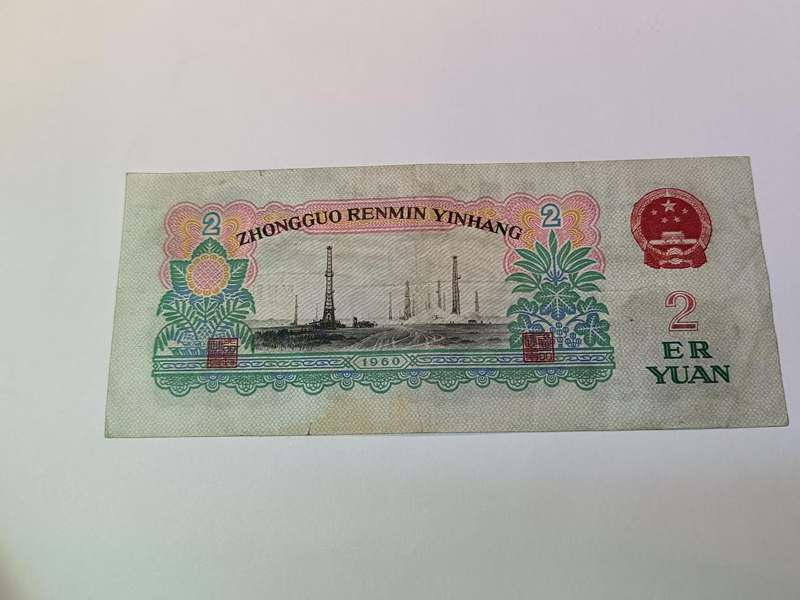 2
ZHONGGUO RENMIN YINHANG
2
1960
2
ER
YUAN